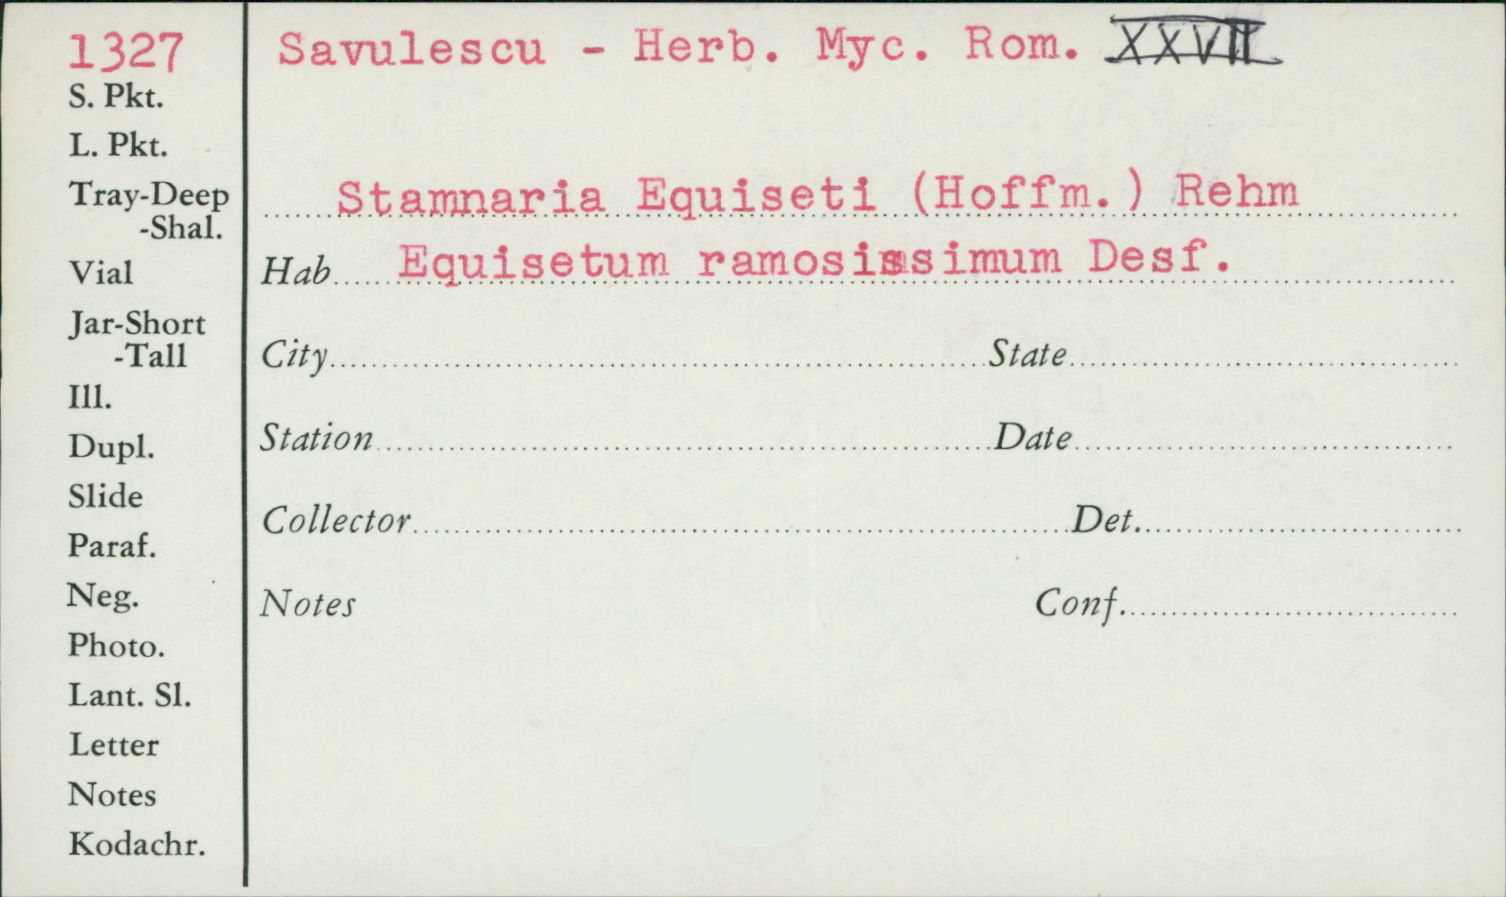 1327 Savulescu - Herb. Myc. Rom. XXVII
S. Pkt.
L. Pkt.
Tray-Deep
-Shal.
Stamnaria Equiseti (Hoffm.) Rehm
Vial
Hab Equisetum ramosissimum Desf.
Jar-Short
-Tall
City State
Ill.
Dupl.
Station Date
Slide
Collector Det.
Paraf.
Neg.
Notes Conf.
Photo.
Lant. Sl.
Letter
Notes
Kodachr.